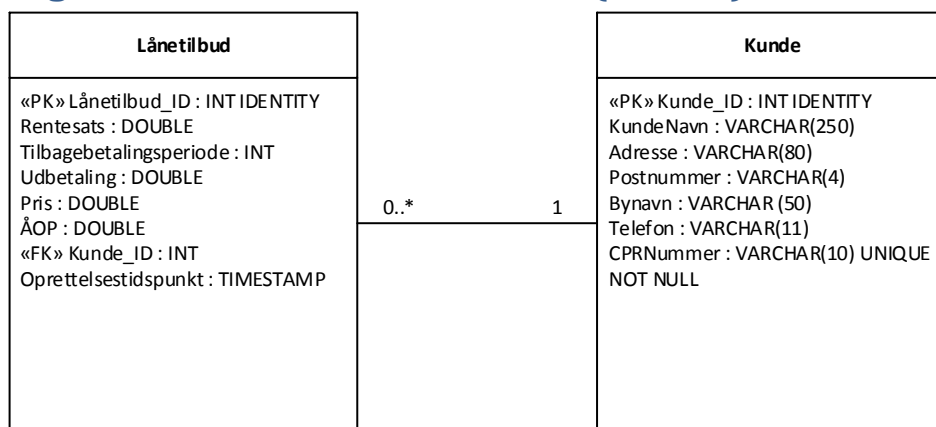 Lånetilbud
«PK» Lånetilbud_ID : INT IDENTITY
Rentesats : DOUBLE
Tilbagebetalingsperiode : INT
Udbetaling : DOUBLE
Pris : DOUBLE
ÅOP : DOUBLE
«FK» Kunde_ID : INT
Oprettelsestidspunkt : TIMESTAMP
0..*
1
Kunde
«PK» Kunde_ID : INT IDENTITY
KundeNavn : VARCHAR(250)
Adresse : VARCHAR(80)
Postnummer : VARCHAR(4)
Bynavn : VARCHAR (50)
Telefon : VARCHAR(11)
CPRNummer : VARCHAR(10) UNIQUE
NOT NULL